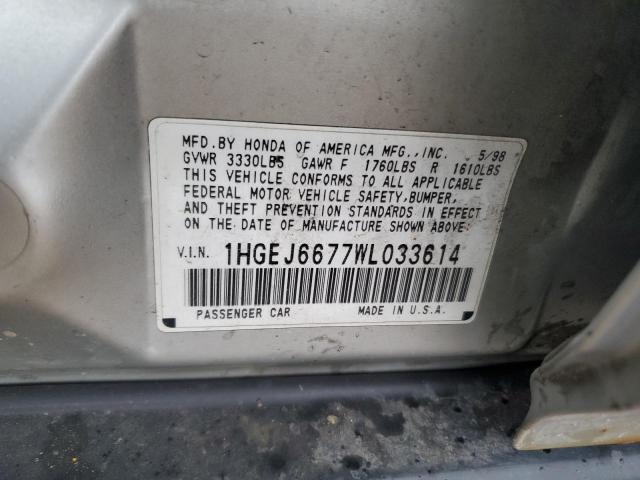 MFD. BY HONDA OF AMERICA MFG., INC. 5/98
GVWR 3330LBS GAWR F 1760LBS R 1610LBS
THIS VEHICLE CONFORMS TO ALL APPLICABLE
FEDERAL MOTOR VEHICLE SAFETY, BUMPER,
AND THEFT PREVENTION STANDARDS IN EFFECT
ON THE DATE OF MANUFACTURE SHOWN ABOVE.
V.I.N. 1HGEJ6677WL033614
PASSENGER CAR MADE IN U.S.A.